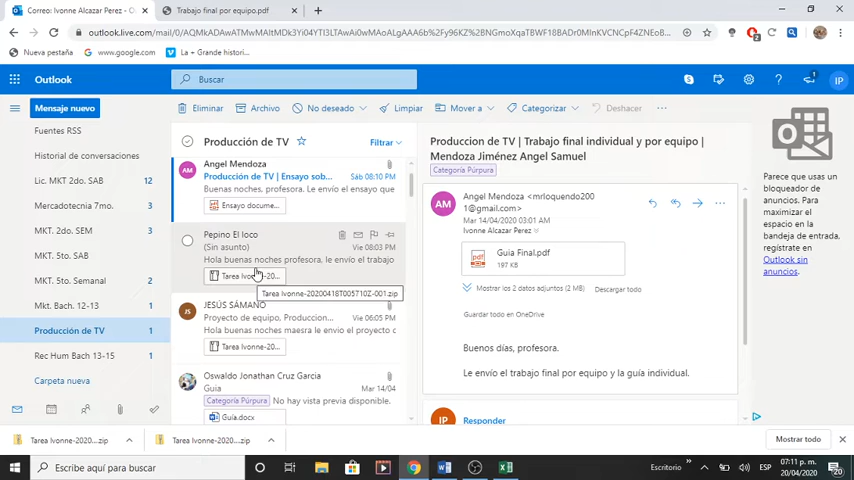 Correo: Ivonne Alcazar Perez - C
Trabajo final por equipo.pdf
outlook.live.com/mail/0/AQMkADAwATMwMAItMDk3Yi04YTI3LTAwAi0wMAoALgAAA6b%2Fy96K%2BNGmoXqaTBWF18BD9a0MInKVCNCpF4ZNEo8...
Nueva pestaña
www.google.com
La + Grande histori...
Outlook
Buscar
IP
Mensaje nuevo
Eliminar
Archivo
No deseado
Limpiar
Mover a
Categorizar
Deshacer
Fuentes RSS
Historial de conversaciones
Lic. MKT 2do. SAB 12
Mercadotecnia 7mo. 3
MKT. 2do. SEM 3
MKT. 5to. SAB
MKT. 5to. Semanal 2
Mkt. Bach. 12-13 1
Producción de TV 1
Rec Hum Bach 13-15 1
Carpeta nueva
Producción de TV
Filtrar
AM
Angel Mendoza
Producción de TV | Ensayo sob... Sáb 08:10 PM
Buenas noches, profesora. Le envío el ensayo que
Ensayo docume...
Pepino El loco
(Sin asunto) Vie 08:03 PM
Hola buenas noches profesora, le envío el trabajo
Tarea Ivonne-20...
Tarea Ivonne-20200418T005710Z-001.zip
JS
JESÚS SÁMANO
Proyecto de equipo, Produccion... Vie 06:05 PM
Hola buenas noches maesra le envio el proyecto c
Tarea Ivonne-20...
Oswaldo Jonathan Cruz Garcia
Guia Mar 14/04
Categoría Púrpura No hay vista previa disponible.
Guía.docx
Produccion de TV | Trabajo final individual y por equipo |
Mendoza Jiménez Angel Samuel
Categoría Púrpura
AM
Angel Mendoza <mrloquendo200
1@gmail.com>
Mar 14/04/2020 03:01 AM
Ivonne Alcazar Perez
Guia Final.pdf
197 KB
Mostrar los 2 datos adjuntos (2 MB) Descargar todo
Guardar todo en OneDrive
Buenos días, profesora.
Le envío el trabajo final por equipo y la guía individual.
IP
Responder
Parece que usas un
bloqueador de
anuncios. Para
maximizar el
espacio en la
bandeja de entrada,
regístrate en
Outlook sin
anuncios.
Tarea Ivonne-2020....zip
Tarea Ivonne-2020....zip
Mostrar todo
Escribe aquí para buscar
Escritorio
ESP
07:11 p. m.
20/04/2020
20